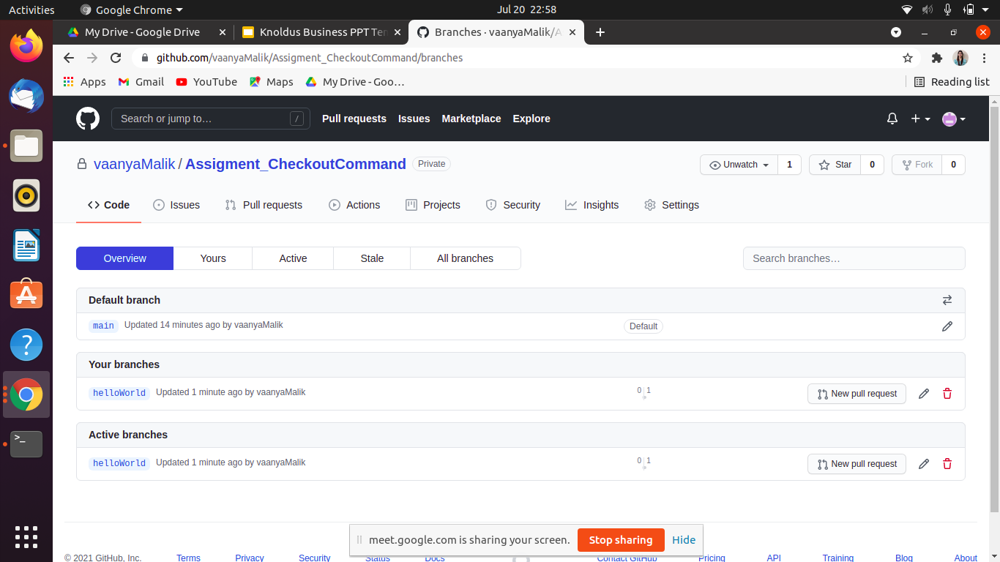 Activities Google Chrome Jul 20 22:58
My Drive - Google Drive Knoldus Business PPT Tem Branches · vaanyaMalik/A
github.com/vaanyaMalik/Assigment_CheckoutCommand/branches
Apps Gmail YouTube Maps My Drive - Goo… Reading list
Search or jump to… / Pull requests Issues Marketplace Explore
vaanyaMalik / Assigment_CheckoutCommand Private Unwatch 1 Star 0 Fork 0
Code Issues Pull requests Actions Projects Security Insights Settings
Overview Yours Active Stale All branches Search branches…
Default branch
main Updated 14 minutes ago by vaanyaMalik Default
Your branches
helloWorld Updated 1 minute ago by vaanyaMalik 0 1 New pull request
Active branches
helloWorld Updated 1 minute ago by vaanyaMalik 0 1 New pull request
meet.google.com is sharing your screen. Stop sharing Hide
© 2021 GitHub, Inc. Terms Privacy Security Status Docs Contact GitHub Pricing API Training Blog About